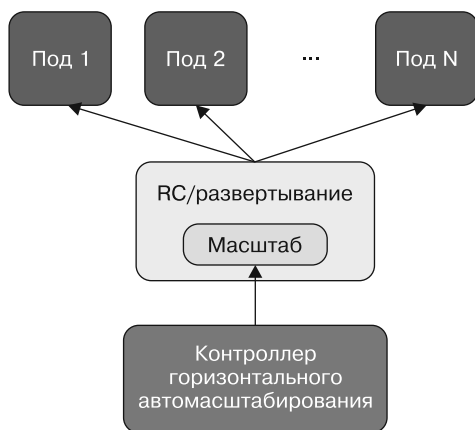 Под 1
Под 2
...
Под N
RC/развертывание
Масштаб
Контроллер
горизонтального
автомасштабирования